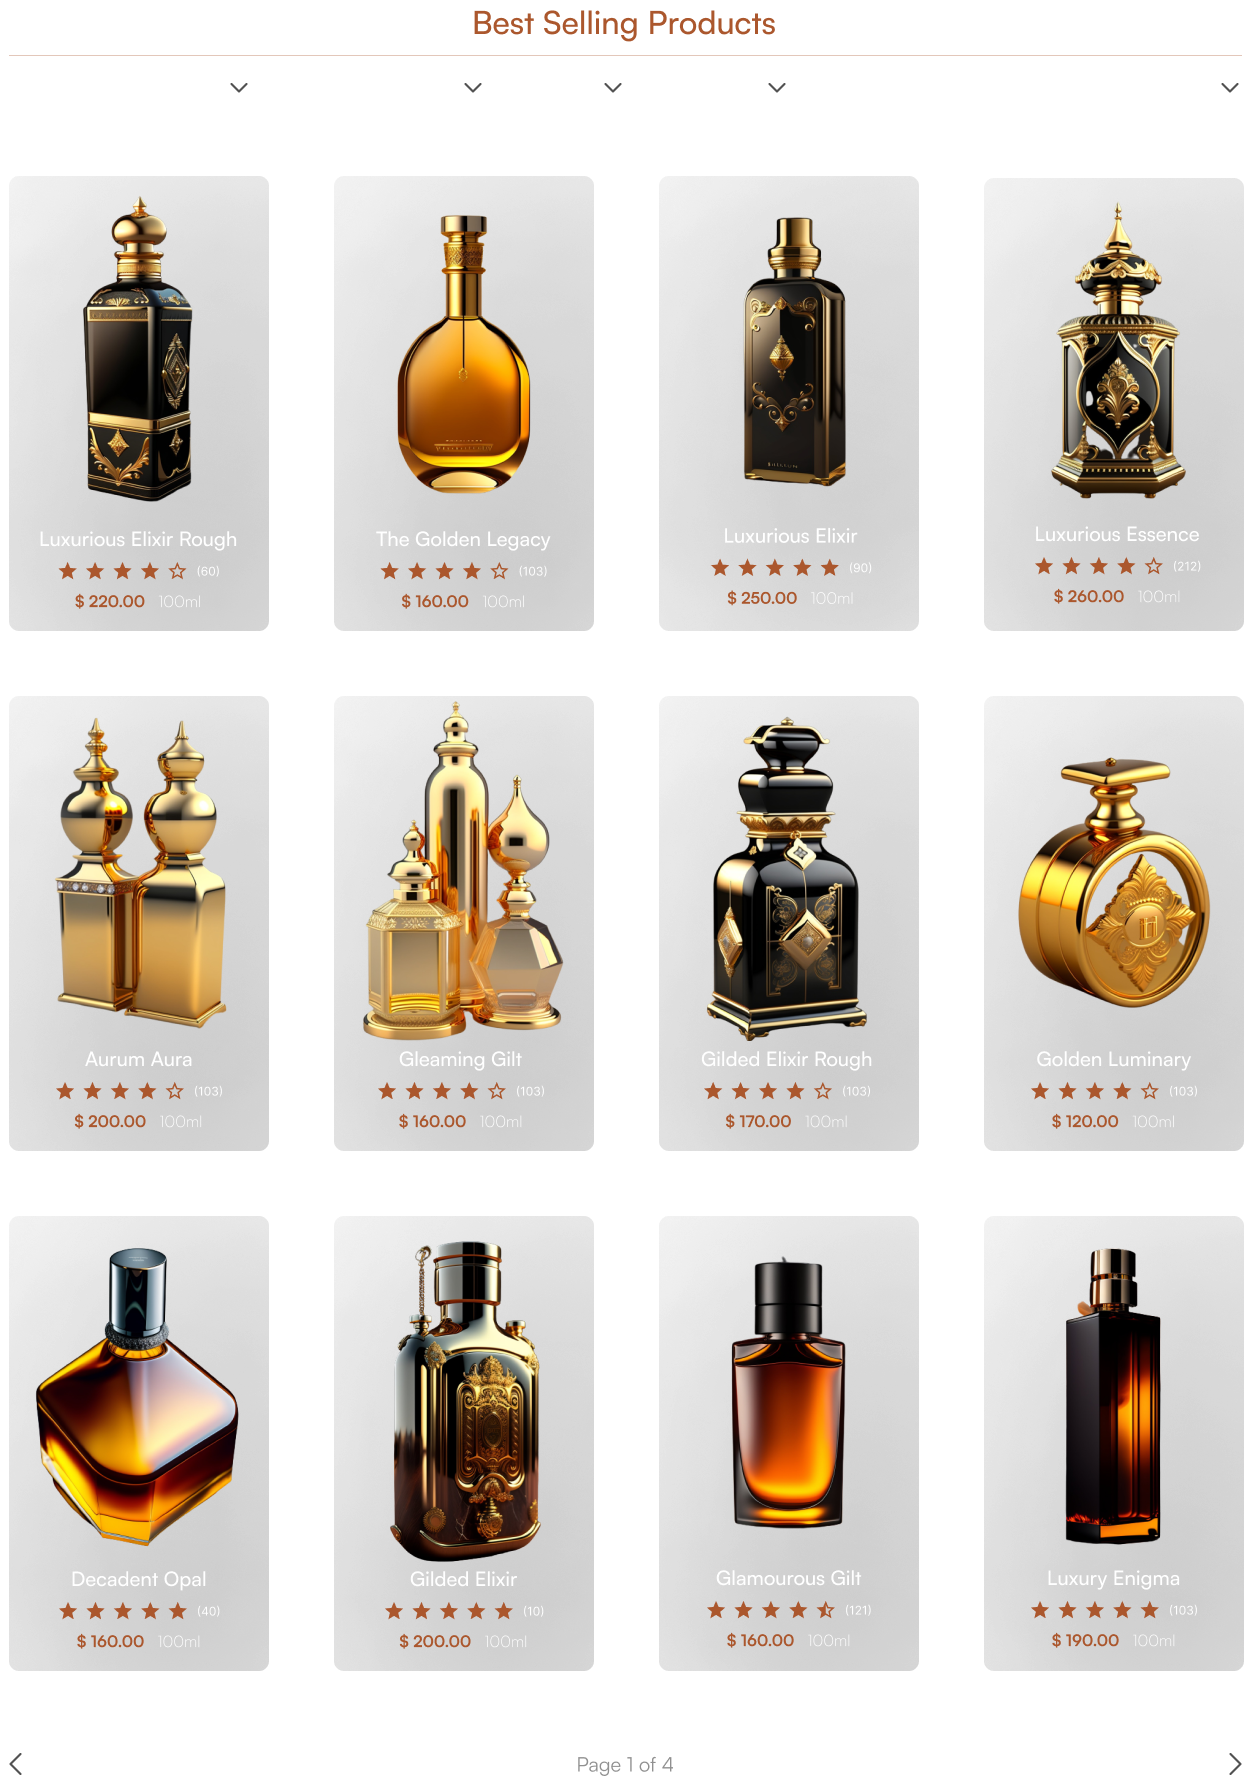 Best Selling Products
Luxurious Elixir Rough
(60)
$ 220.00 100ml
The Golden Legacy
(103)
$ 160.00 100ml
Luxurious Elixir
(90)
$ 250.00 100ml
Luxurious Essence
(212)
$ 260.00 100ml
Aurum Aura
(103)
$ 200.00 100ml
Gleaming Gilt
(103)
$ 160.00 100ml
Gilded Elixir Rough
(103)
$ 170.00 100ml
Golden Luminary
(103)
$ 120.00 100ml
Decadent Opal
(40)
$ 160.00 100ml
Gilded Elixir
(10)
$ 200.00 100ml
Glamourous Gilt
(121)
$ 160.00 100ml
Luxury Enigma
(103)
$ 190.00 100ml
Page 1 of 4